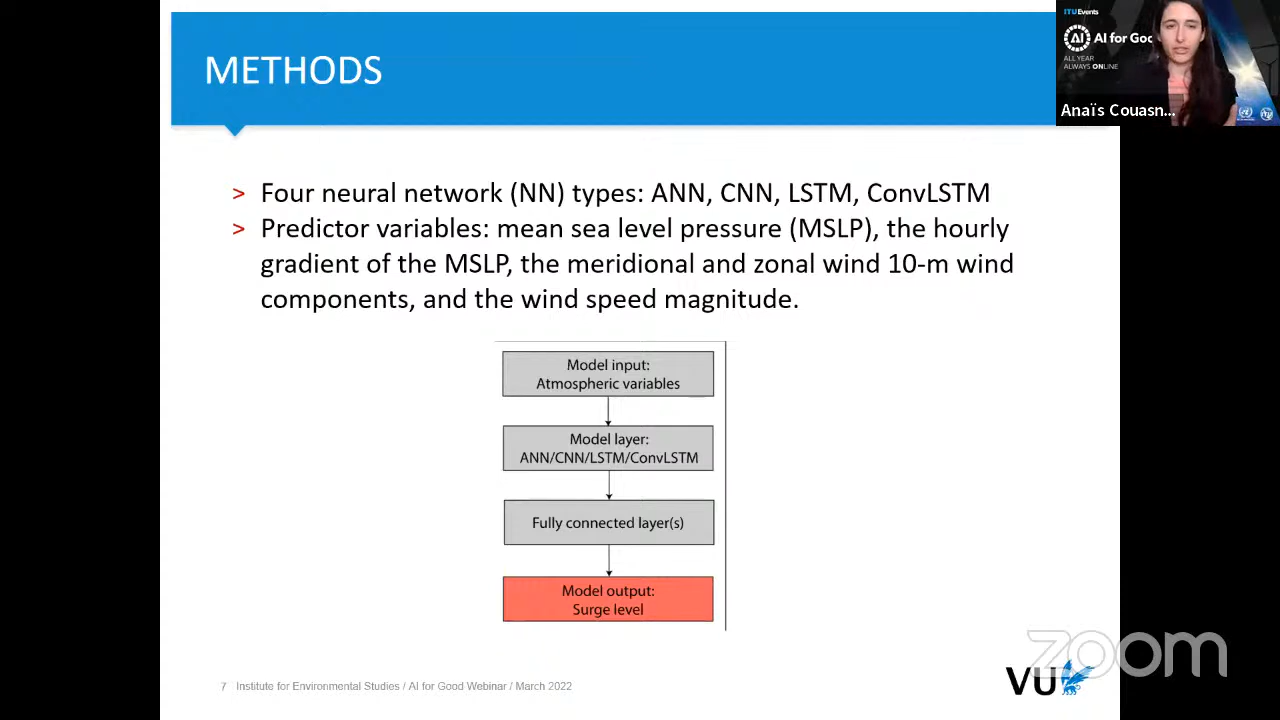 METHODS
ITUEvents
AI
AI for Goo
ALL YEAR
ALWAYS ONLINE
Anaïs Couasn...
> Four neural network (NN) types: ANN, CNN, LSTM, ConvLSTM
> Predictor variables: mean sea level pressure (MSLP), the hourly
gradient of the MSLP, the meridional and zonal wind 10-m wind
components, and the wind speed magnitude.
Model input:
Atmospheric variables
Model layer:
ANN/CNN/LSTM/ConvLSTM
Fully connected layer(s)
Model output:
Surge level
zoom
7 Institute for Environmental Studies / AI for Good Webinar / March 2022
VU